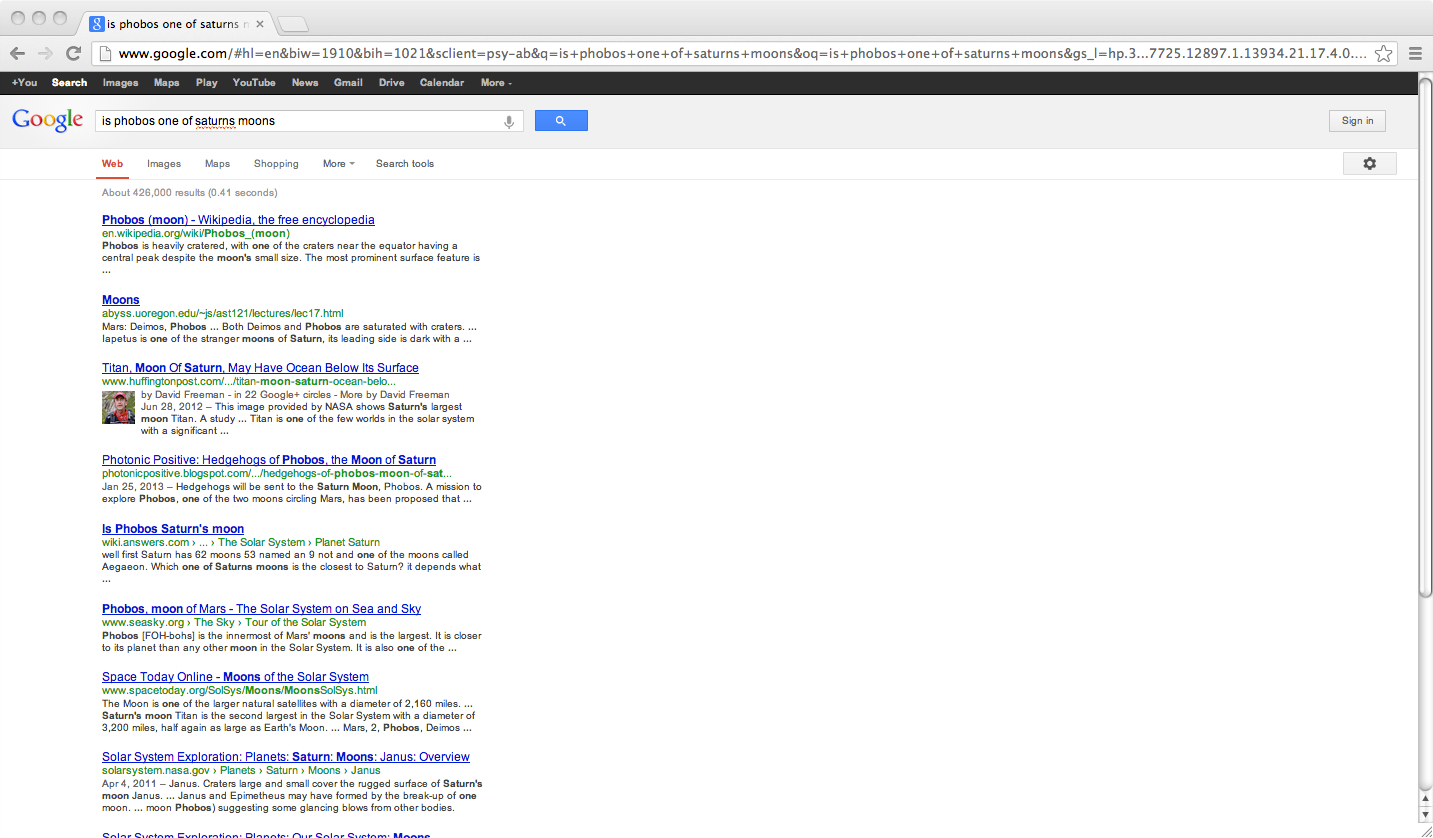 is phobos one of saturns m
www.google.com/#hl=en&biw=1910&bih=1021&sclient=psy-ab&q=is+phobos+one+of+saturns+moons&oq=is+phobos+one+of+saturns+moons&gs_l=hp.3...7725.12897.1.13934.21.17.4.0....
+You Search Images Maps Play YouTube News Gmail Drive Calendar More
Google is phobos one of saturns moons Sign in
Web Images Maps Shopping More Search tools
About 426,000 results (0.41 seconds)
Phobos (moon) - Wikipedia, the free encyclopedia
en.wikipedia.org/wiki/Phobos_(moon)
Phobos is heavily cratered, with one of the craters near the equator having a
central peak despite the moon's small size. The most prominent surface feature is
...
Moons
abyss.uoregon.edu/~js/ast121/lectures/lec17.html
Mars: Deimos, Phobos ... Both Deimos and Phobos are saturated with craters. ...
Iapetus is one of the stranger moons of Saturn, its leading side is dark with a ...
Titan, Moon Of Saturn, May Have Ocean Below Its Surface
www.huffingtonpost.com/.../titan-moon-saturn-ocean-belo...
by David Freeman - in 22 Google+ circles - More by David Freeman
Jun 28, 2012 – This image provided by NASA shows Saturn's largest
moon Titan. A study ... Titan is one of the few worlds in the solar system
with a significant ...
Photonic Positive: Hedgehogs of Phobos, the Moon of Saturn
photonicpositive.blogspot.com/.../hedgehogs-of-phobos-moon-of-sat...
Jan 25, 2013 – Hedgehogs will be sent to the Saturn Moon, Phobos. A mission to
explore Phobos, one of the two moons circling Mars, has been proposed that ...
Is Phobos Saturn's moon
wiki.answers.com › ... › The Solar System › Planet Saturn
well first Saturn has 62 moons 53 named an 9 not and one of the moons called
Aegaeon. Which one of Saturns moons is the closest to Saturn? it depends what
...
Phobos, moon of Mars - The Solar System on Sea and Sky
www.seasky.org › The Sky › Tour of the Solar System
Phobos [FOH-bohs] is the innermost of Mars' moons and is the largest. It is closer
to its planet than any other moon in the Solar System. It is also one of the ...
Space Today Online - Moons of the Solar System
www.spacetoday.org/SolSys/Moons/MoonsSolSys.html
The Moon is one of the larger natural satellites with a diameter of 2,160 miles. ...
Saturn's moon Titan is the second largest in the Solar System with a diameter of
3,200 miles, half again as large as Earth's Moon. ... Mars, 2, Phobos, Deimos ...
Solar System Exploration: Planets: Saturn: Moons: Janus: Overview
solarsystem.nasa.gov › Planets › Saturn › Moons › Janus
Apr 4, 2011 – Janus. Craters large and small cover the rugged surface of Saturn's
moon Janus. ... Janus and Epimetheus may have formed by the break-up of one
moon. ... moon Phobos) suggesting some glancing blows from other bodies.
Solar System Exploration: Planets: Our Solar System: Moons